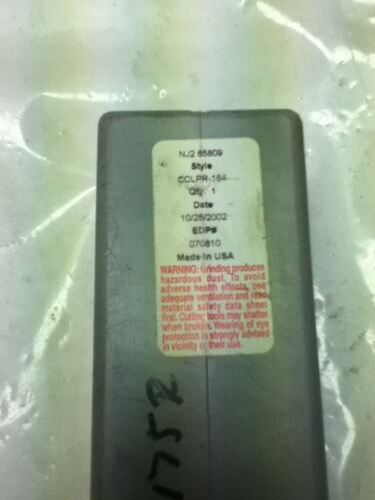 NJ2 65809
Style
CCLPR-164
Qty: 1
Date
10/25/2002
EDP#
070810
Made In USA
WARNING: Grinding produces
hazardous dust. To avoid
adverse health effects, use
adequate ventilation and read
material safety data sheet
first. Cutting tools may shatter
when broken. Wearing of eye
protection is strongly advised
in vicinity of their use.
1752